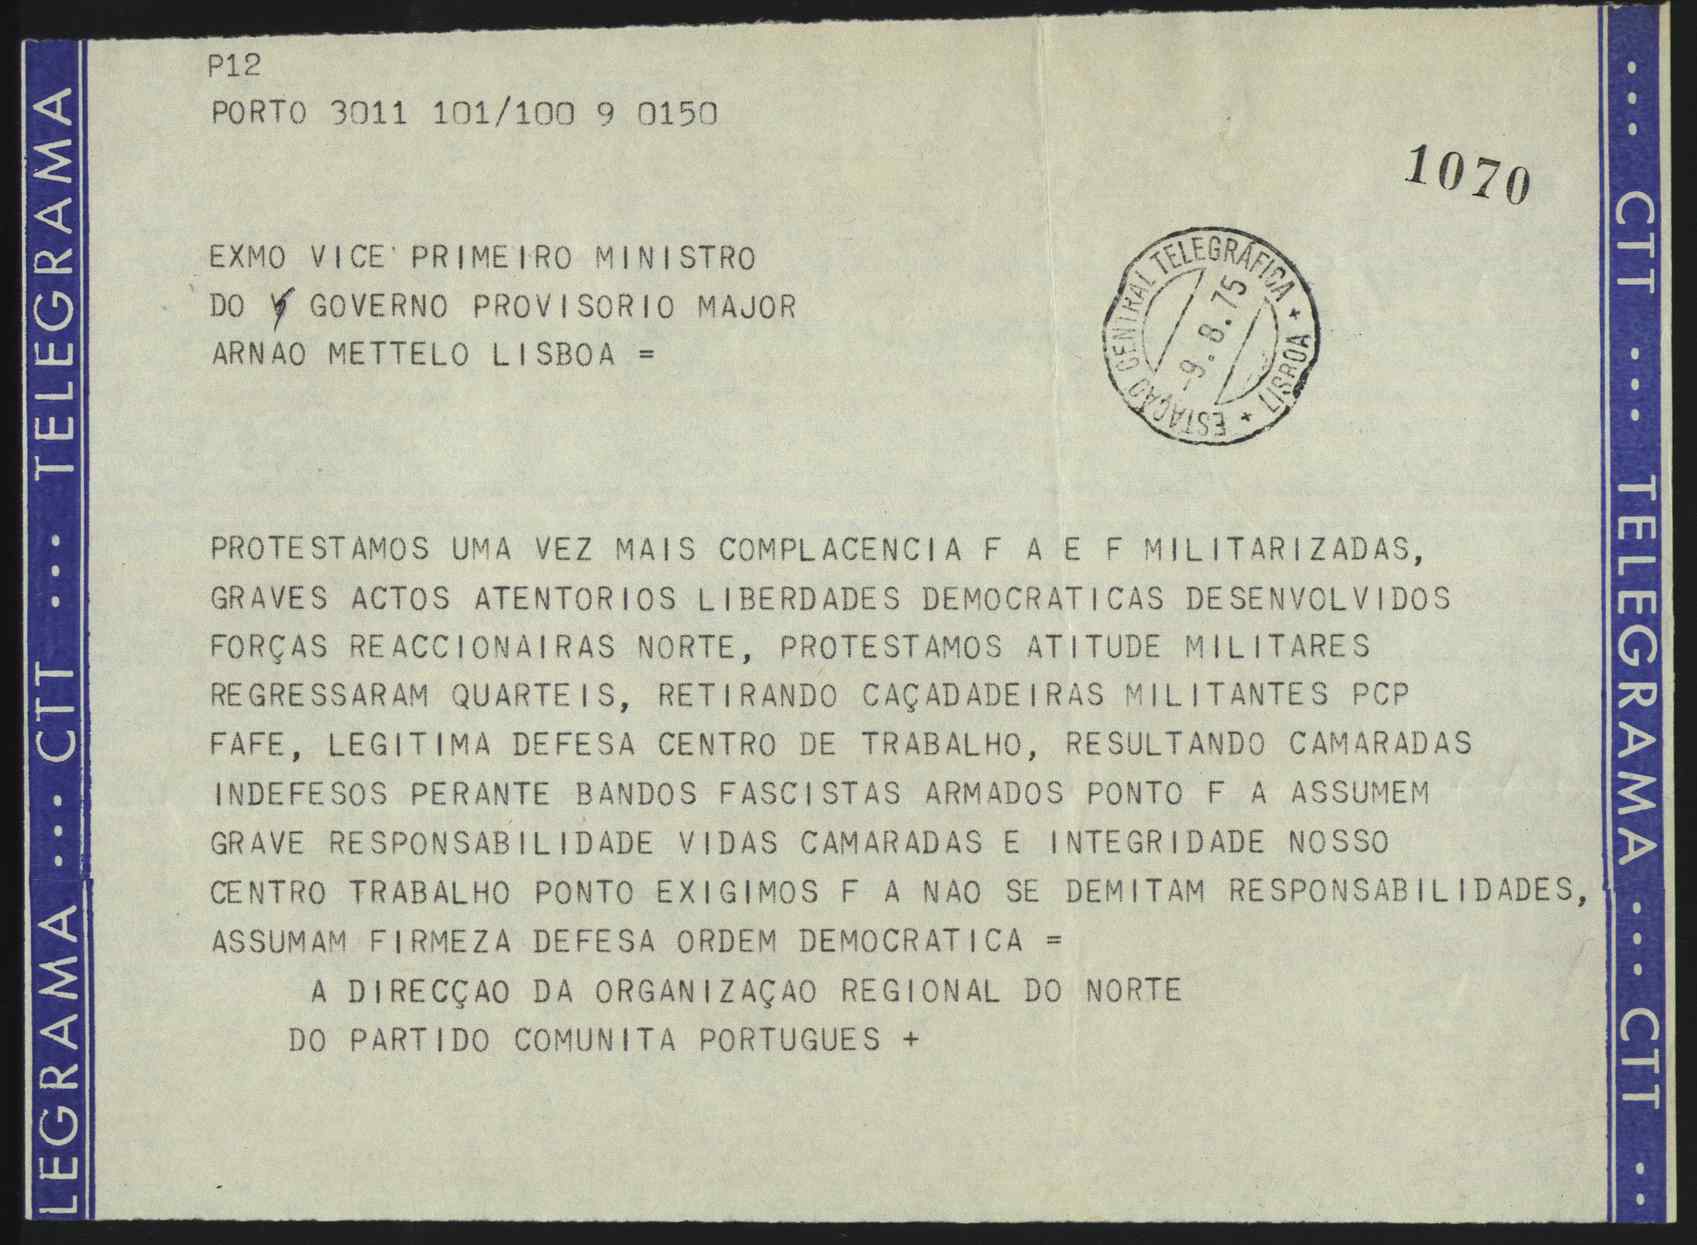 P12
PORTO 3011 101/100 9 0150
1070
EXMO VICE PRIMEIRO MINISTRO
DO GOVERNO PROVISORIO MAJOR
ARNAO METTELO LISBOA =
ESTAÇÃO CENTRAL TELEGRÁFICA + LISBOA +
-9.8.75
PROTESTAMOS UMA VEZ MAIS COMPLACENCIA F A E F MILITARIZADAS,
GRAVES ACTOS ATENTORIOS LIBERDADES DEMOCRATICAS DESENVOLVIDOS
FORÇAS REACCIONAIRAS NORTE, PROTESTAMOS ATITUDE MILITARES
REGRESSARAM QUARTEIS, RETIRANDO CAÇADADEIRAS MILITANTES PCP
FAFE, LEGITIMA DEFESA CENTRO DE TRABALHO, RESULTANDO CAMARADAS
INDEFESOS PERANTE BANDOS FASCISTAS ARMADOS PONTO F A ASSUMEM
GRAVE RESPONSABILIDADE VIDAS CAMARADAS E INTEGRIDADE NOSSO
CENTRO TRABALHO PONTO EXIGIMOS F A NAO SE DEMITAM RESPONSABILIDADES,
ASSUMAM FIRMEZA DEFESA ORDEM DEMOCRATICA =
A DIRECÇAO DA ORGANIZAÇAO REGIONAL DO NORTE
DO PARTIDO COMUNITA PORTUGUES +
LEGRAMA ... CTT ... TELEGRAMA
... CTT ... TELEGRAMA ... CTT ..